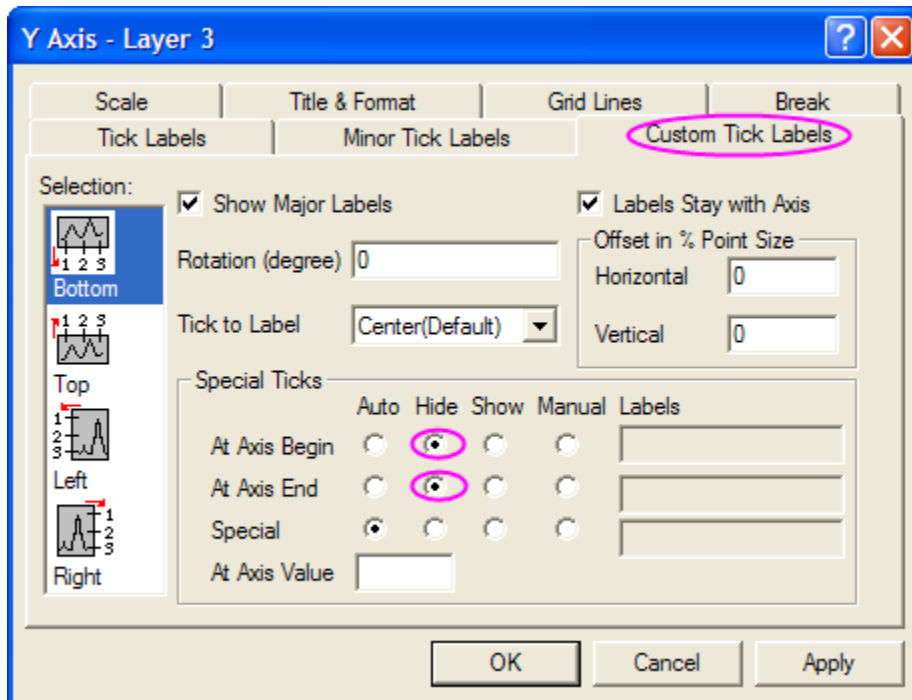 Y Axis - Layer 3
Scale Title & Format Grid Lines Break
Tick Labels Minor Tick Labels Custom Tick Labels
Selection:
1 2 3
Bottom
1 2 3
Top
1
2
3
Left
1
2
3
Right
Show Major Labels
Labels Stay with Axis
Rotation (degree) 0
Tick to Label Center(Default)
Offset in % Point Size
Horizontal 0
Vertical 0
Special Ticks
Auto Hide Show Manual Labels
At Axis Begin
At Axis End
Special
At Axis Value
OK Cancel Apply